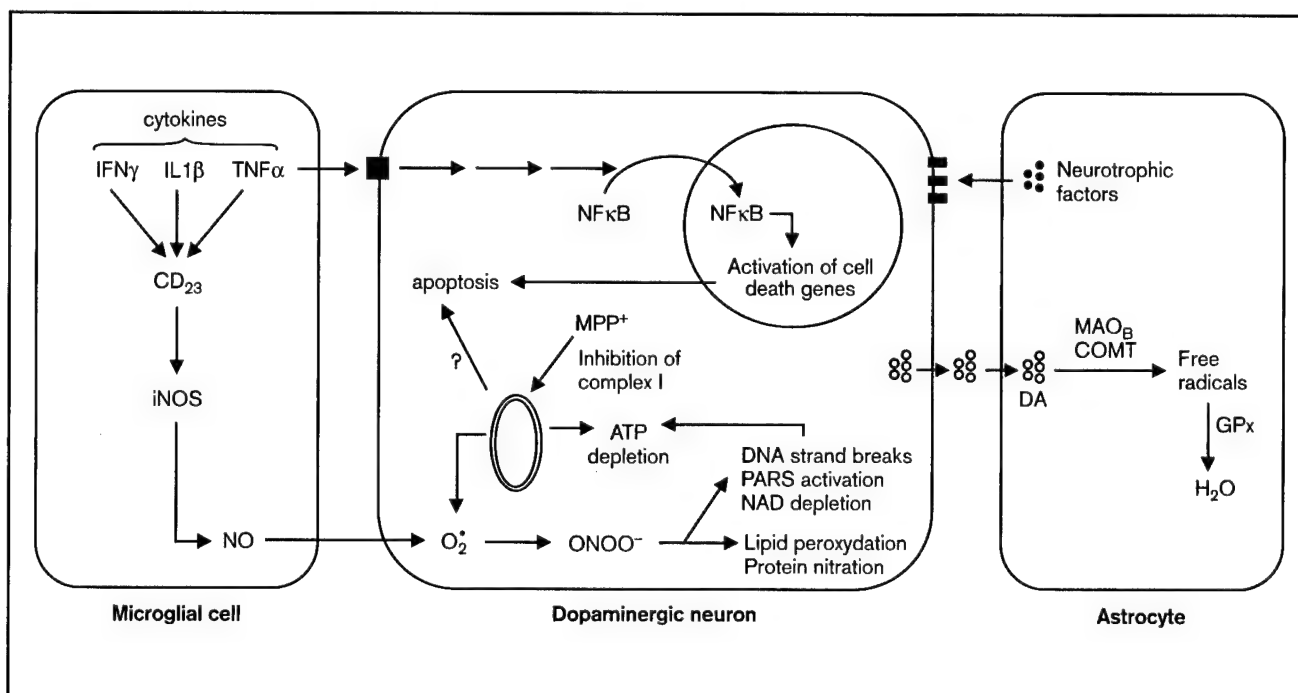 cytokines
IFNγ IL1β TNFα
CD23
iNOS
NO
Microglial cell
NFκB
NFκB
Activation of cell
death genes
apoptosis
?
MPP+
Inhibition of
complex I
ATP
depletion
DNA strand breaks
PARS activation
NAD depletion
O2•
ONOO−
Lipid peroxydation
Protein nitration
Dopaminergic neuron
Neurotrophic
factors
MAOB
COMT
DA
Free
radicals
GPx
H2O
Astrocyte